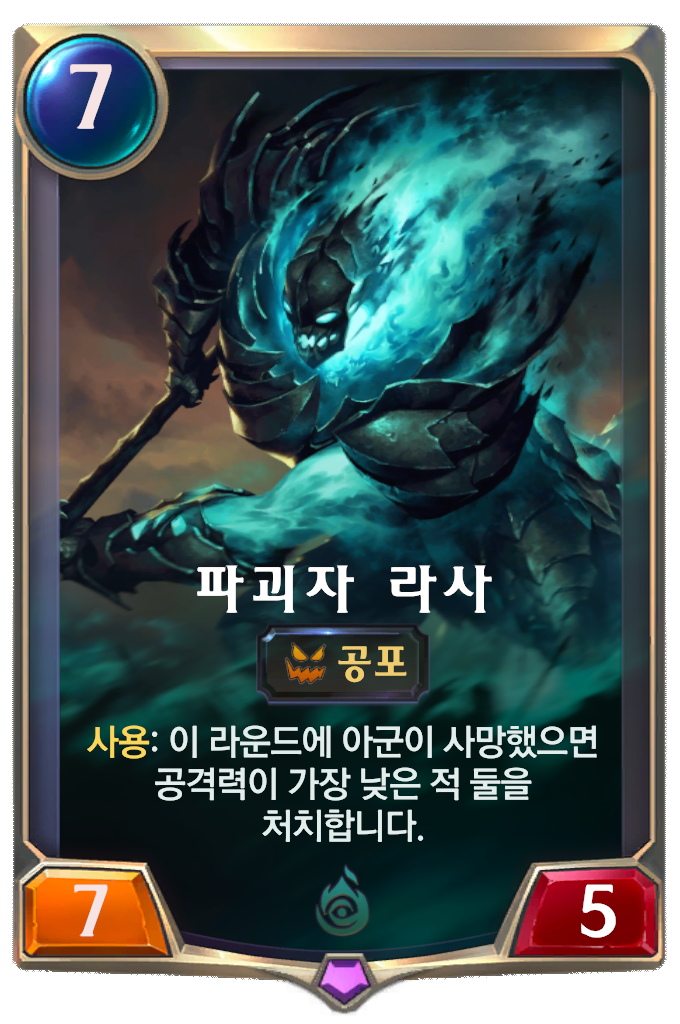 7
파괴자 라사
공포
사용: 이 라운드에 아군이 사망했으면
공격력이 가장 낮은 적 둘을
처치합니다.
7
5